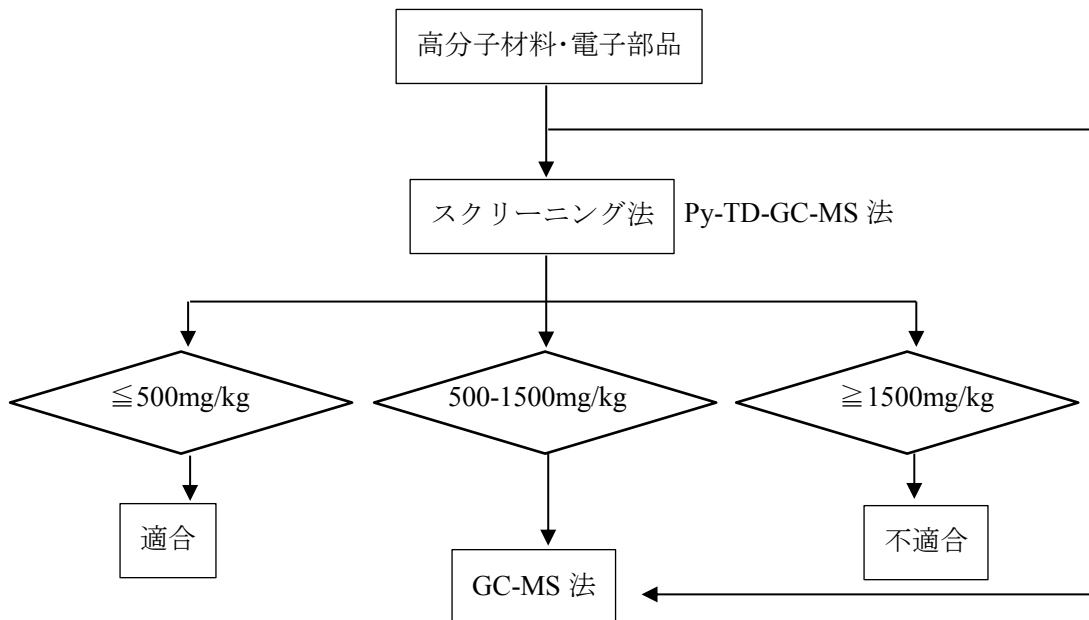 高分子材料・電子部品
スクリーニング法
Py-TD-GC-MS 法
≦500mg/kg
500-1500mg/kg
≧1500mg/kg
適合
不適合
GC-MS 法